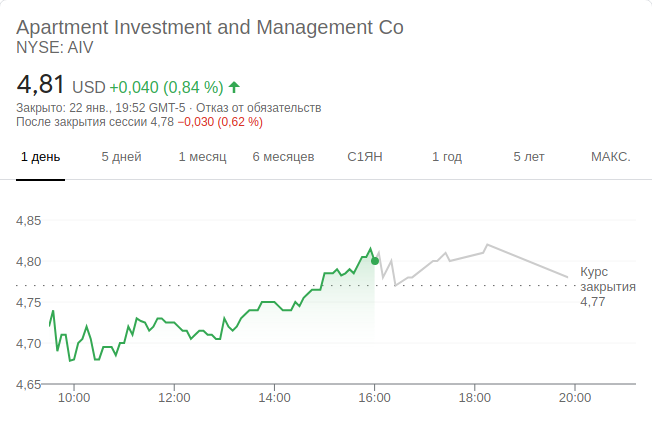 Apartment Investment and Management Co
NYSE: AIV
4,81 USD +0,040 (0,84 %)
Закрыто: 22 янв., 19:52 GMT-5 · Отказ от обязательств
После закрытия сессии 4,78 −0,030 (0,62 %)
1 день 5 дней 1 месяц 6 месяцев С1ЯН 1 год 5 лет МАКС.
4,85
4,80
Курс
закрытия
4,77
4,75
4,70
4,65
10:00 12:00 14:00 16:00 18:00 20:00